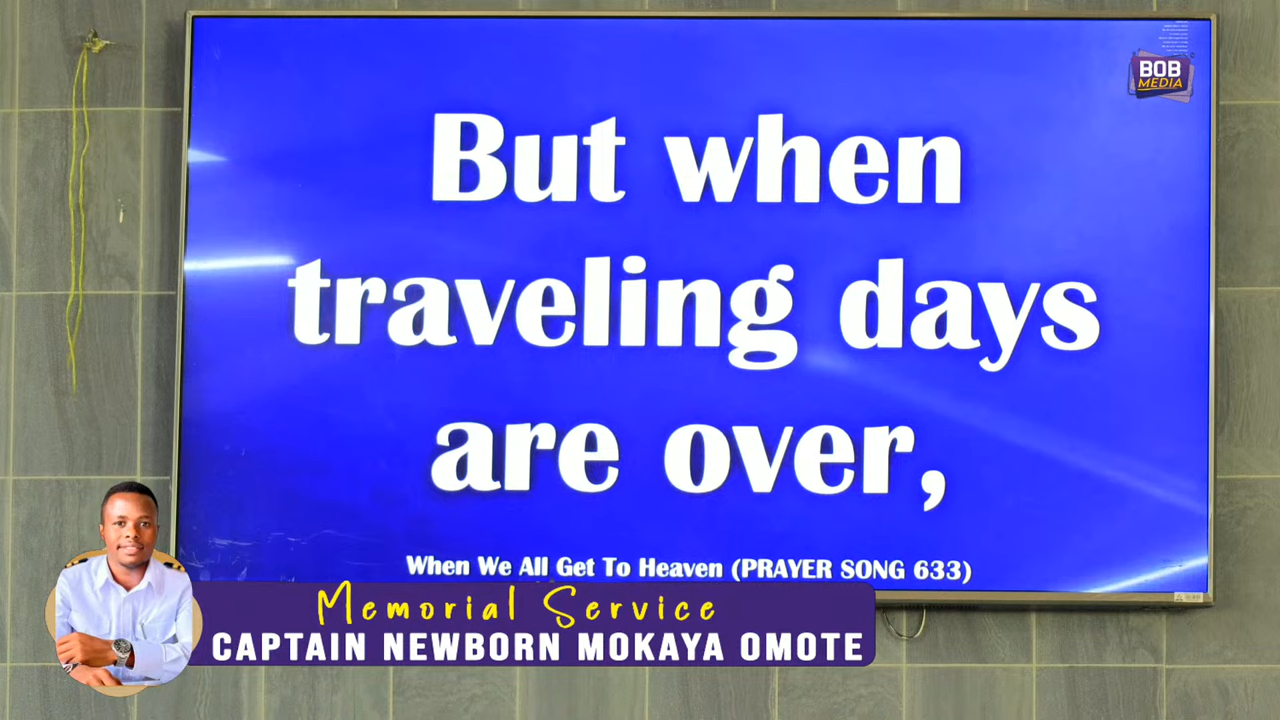 BOB
MEDIA
But when
traveling days
are over,
When We All Get To Heaven (PRAYER SONG 633)
Memorial Service
CAPTAIN NEWBORN MOKAYA OMOTE